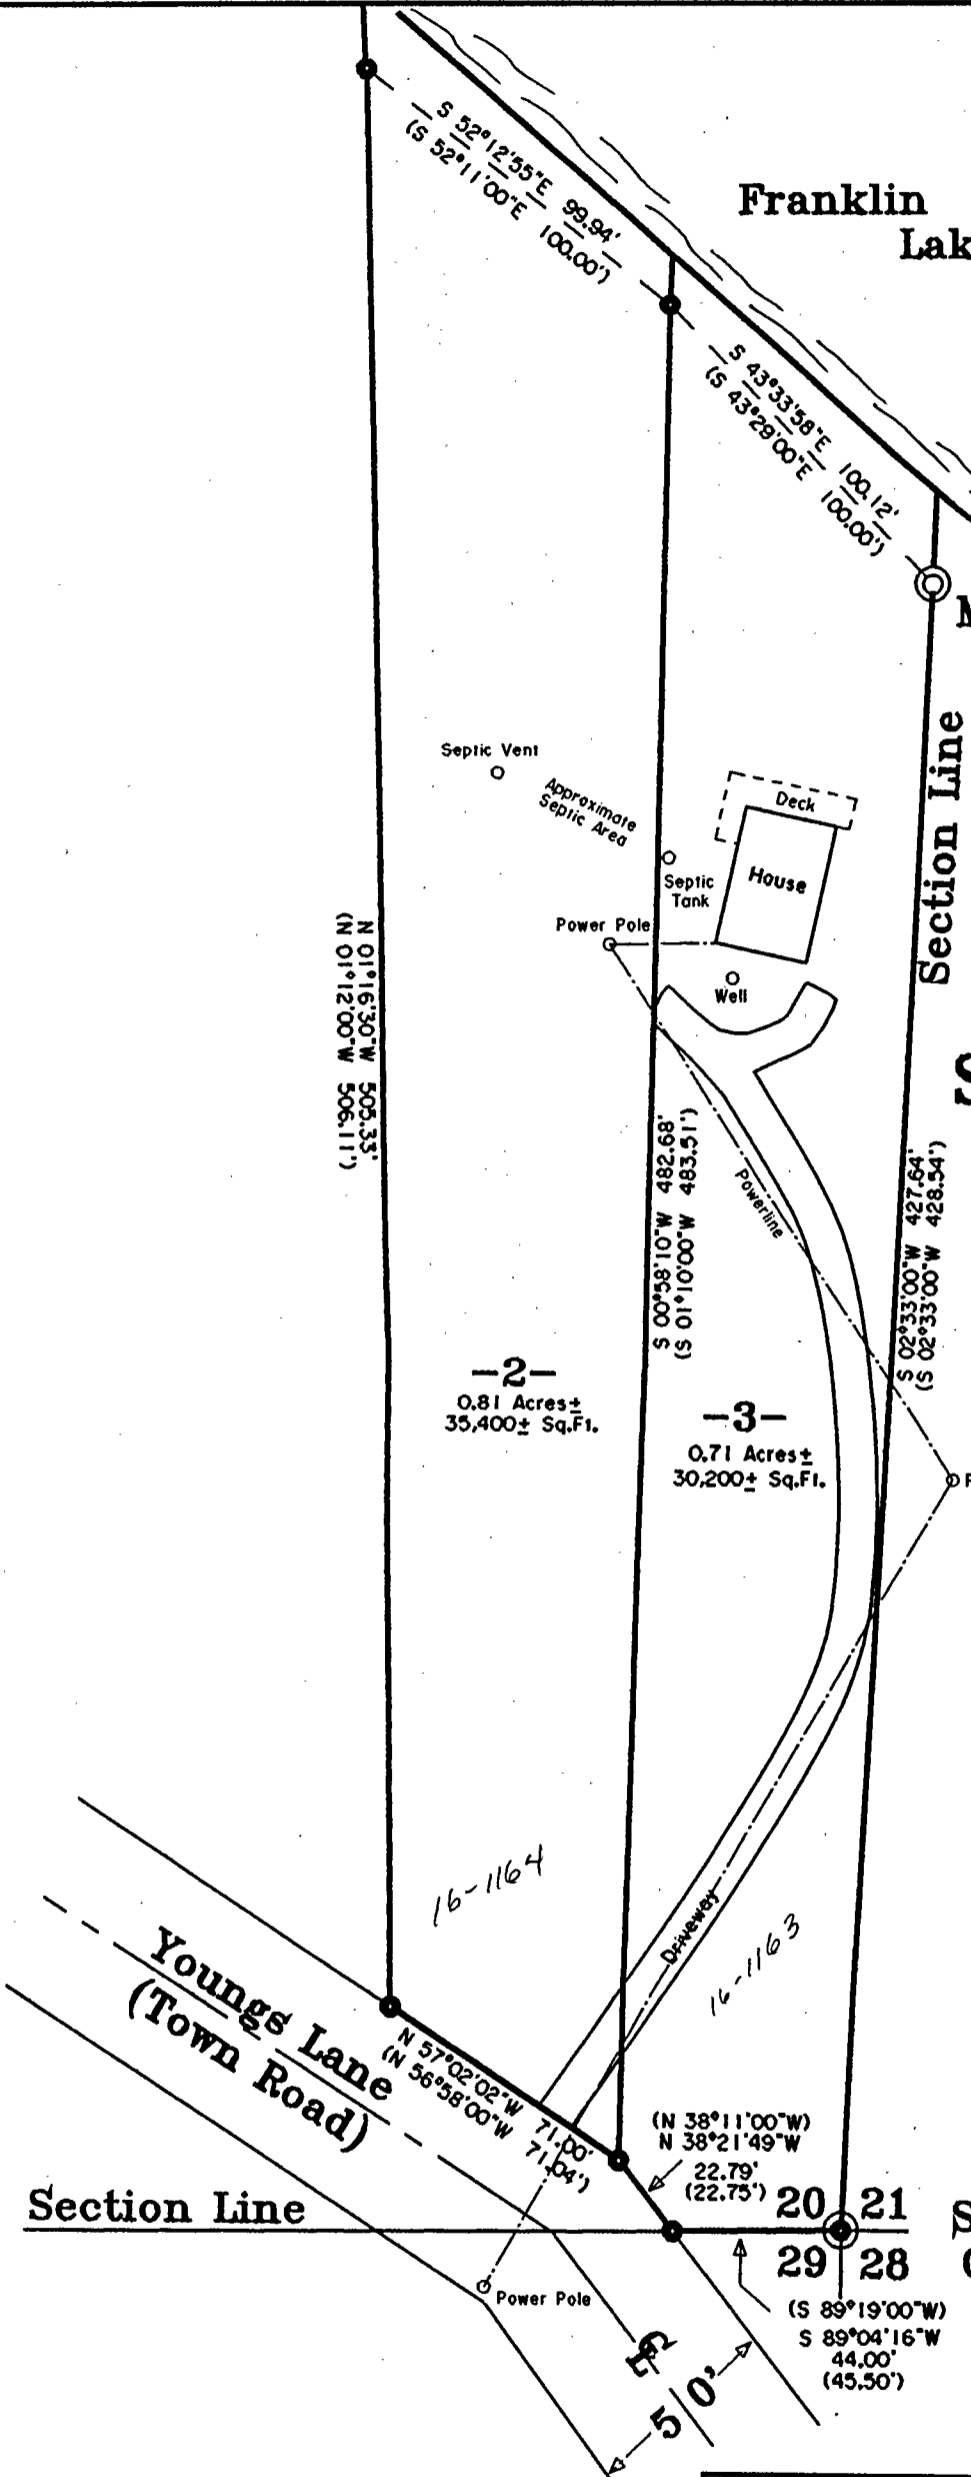 S 52°12'55"E 99.94'
(S 52°11'00"E 100.00')
Franklin
Lak
S 43°33'58"E 100.12'
(S 43°29'00"E 100.00')
Section Line
Septic Vent
Approximate
Septic Area
Deck
House
Septic
Tank
Power Pole
Well
N 01°16'30"W 505.33'
(N 01°12'00"W 506.11')
S 00°58'10"W 482.68'
(S 01°10'00"W 483.51')
Powerline
S 02°33'00"W 427.64'
(S 02°33'00"W 428.54')
-2-
0.81 Acres±
35,400± Sq.Ft.
-3-
0.71 Acres±
30,200± Sq.Ft.
P
16-1164
Driveway
16-1163
Youngs Lane
(Town Road)
N 57°02'02"W 71.00'
(N 56°58'00"W 71.04')
(N 38°11'00"W)
N 38°21'49"W
22.79'
(22.75')
Section Line
20 21
29 28
Power Pole
(S 89°19'00"W)
S 89°04'16"W
44.00'
(45.50')
CL
50'